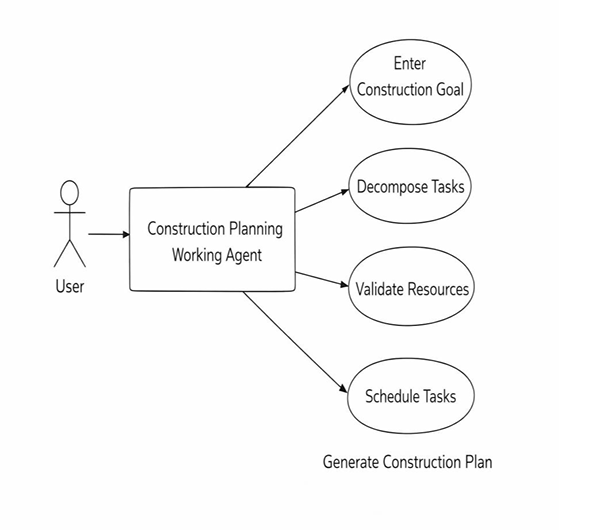 Enter
Construction Goal
Decompose Tasks
Construction Planning
Working Agent
User
Validate Resources
Schedule Tasks
Generate Construction Plan